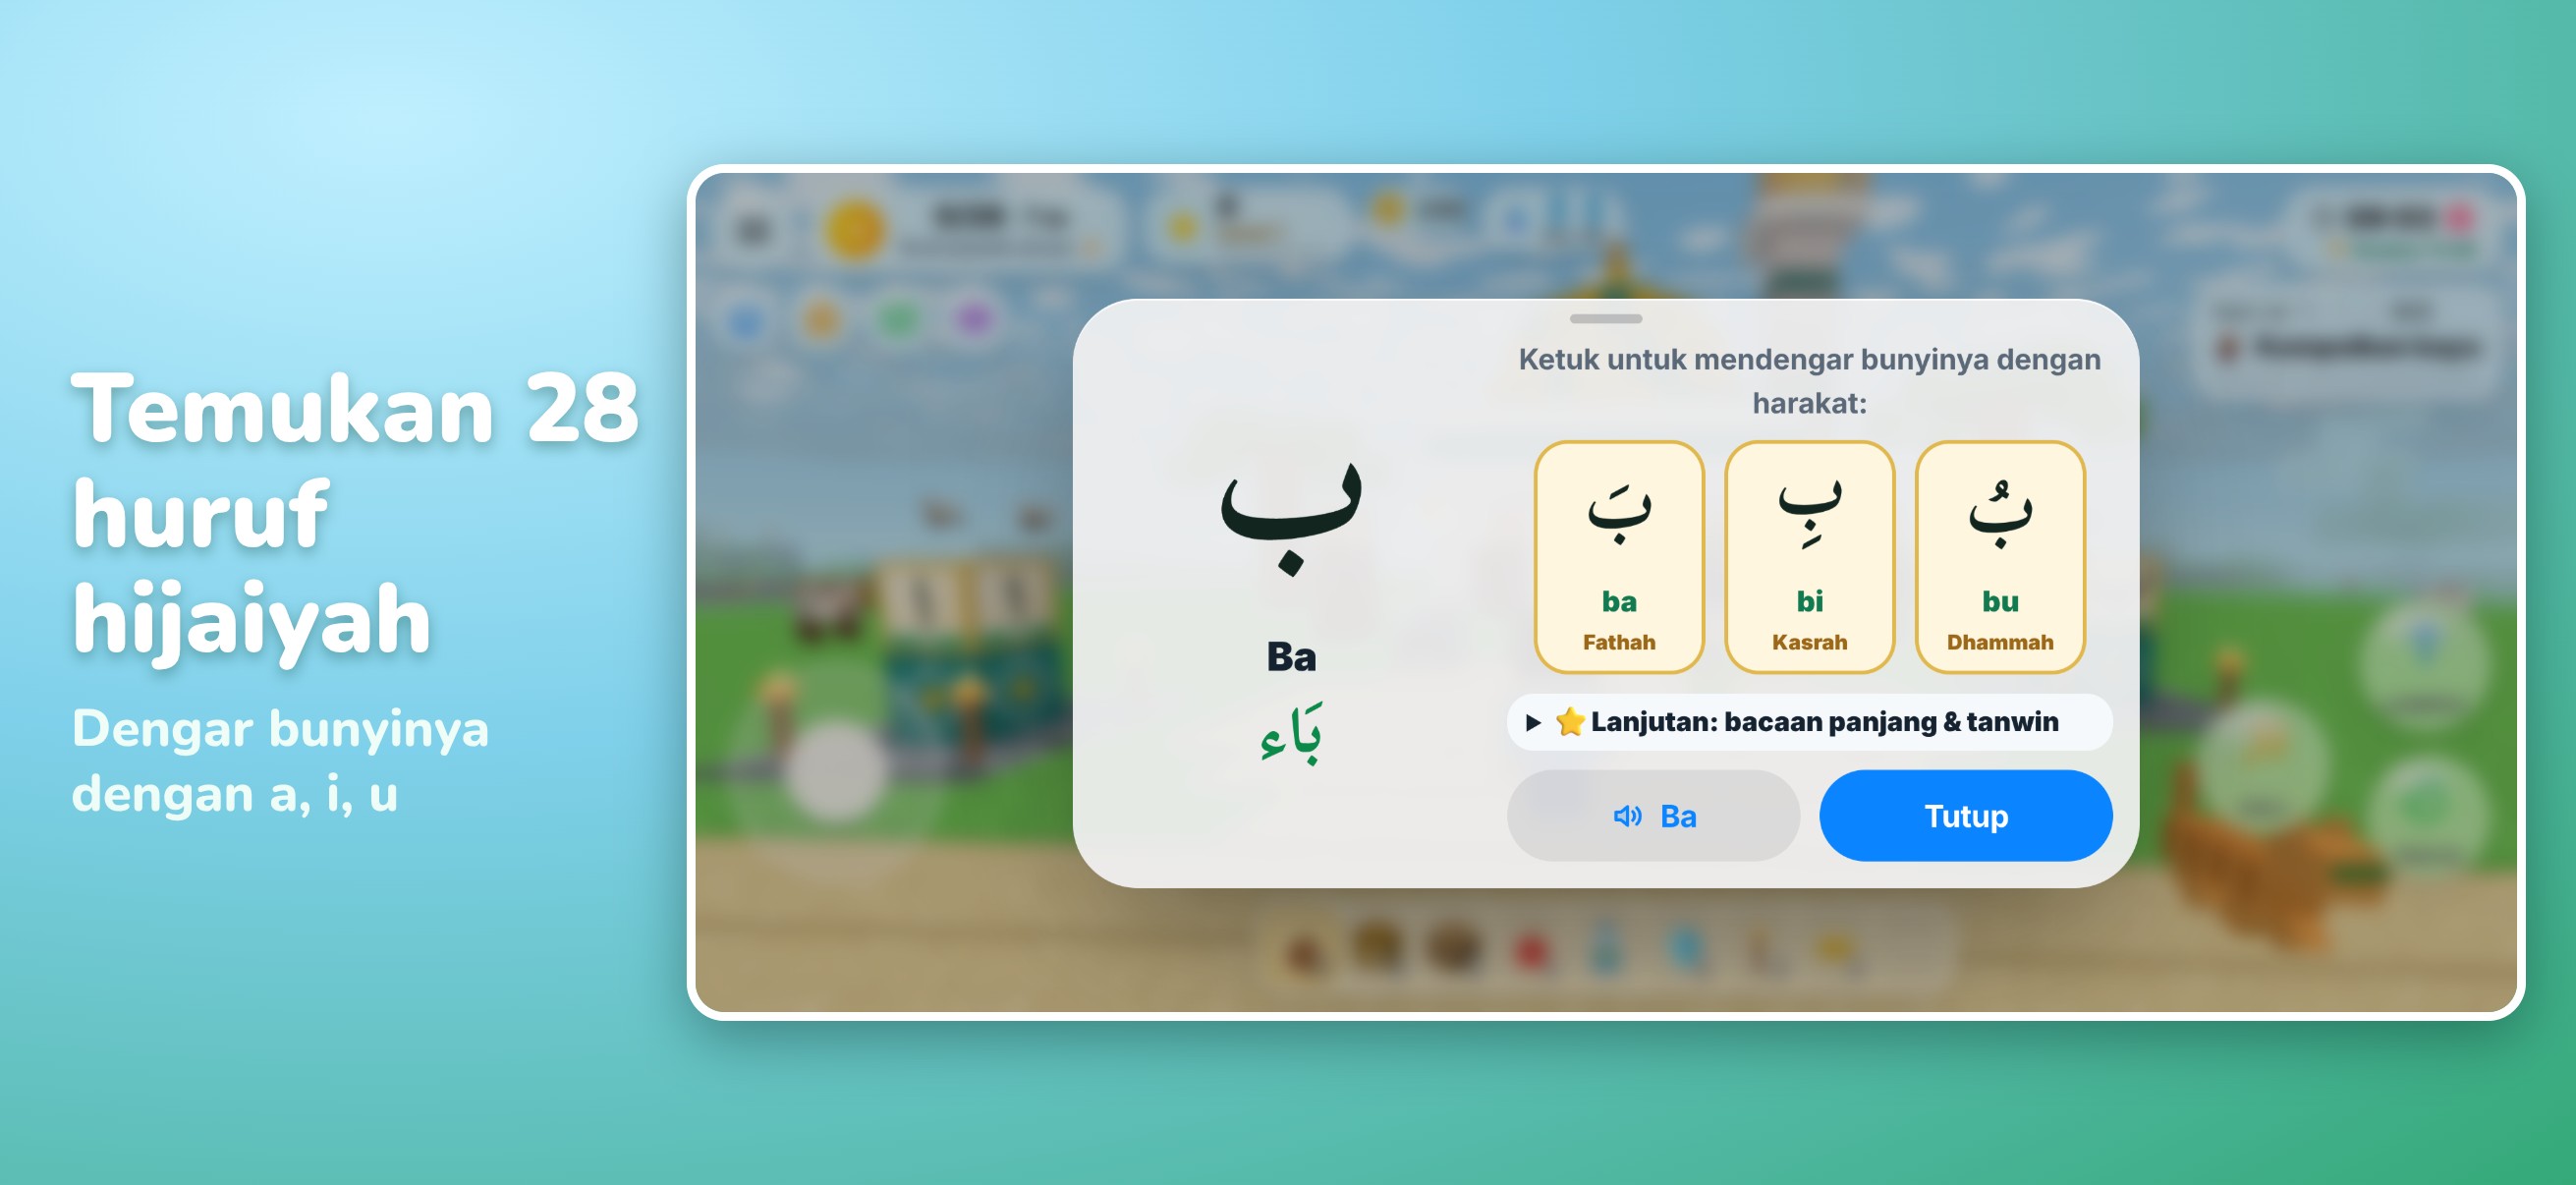 Temukan 28
huruf
hijaiyah
Dengar bunyinya
dengan a, i, u
ب
Ba
بَاء
Ketuk untuk mendengar bunyinya dengan
harakat:
بَ بِ بُ
ba bi bu
Fathah Kasrah Dhammah
Lanjutan: bacaan panjang & tanwin
Ba Tutup